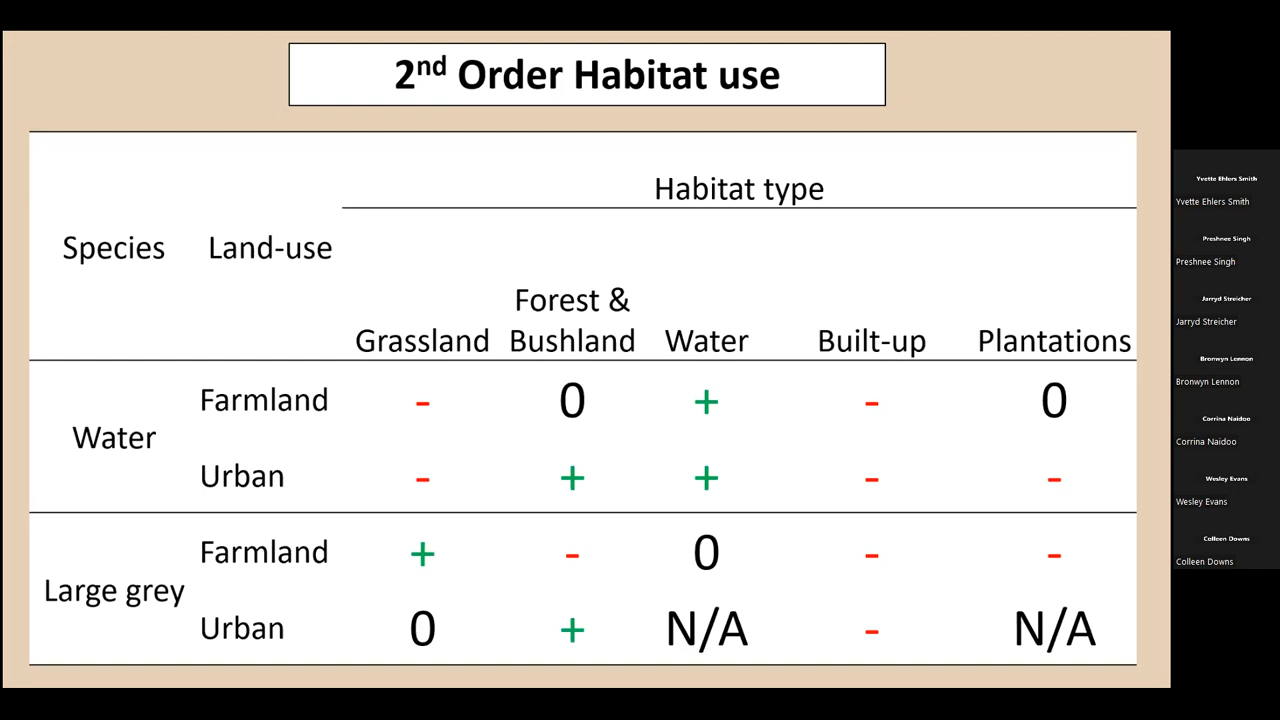 2nd Order Habitat use
Habitat type
Species Land-use
Forest &
Grassland Bushland Water Built-up Plantations
Farmland - 0 + - 0
Water
Urban - + + - -
Farmland + - 0 - -
Large grey
Urban 0 + N/A - N/A
Yvette Ehlers Smith
Yvette Ehlers Smith
Preshnee Singh
Preshnee Singh
Jarryd Streicher
Jarryd Streicher
Bronwyn Lennon
Bronwyn Lennon
Corrina Naidoo
Corrina Naidoo
Wesley Evans
Wesley Evans
Colleen Downs
Colleen Downs